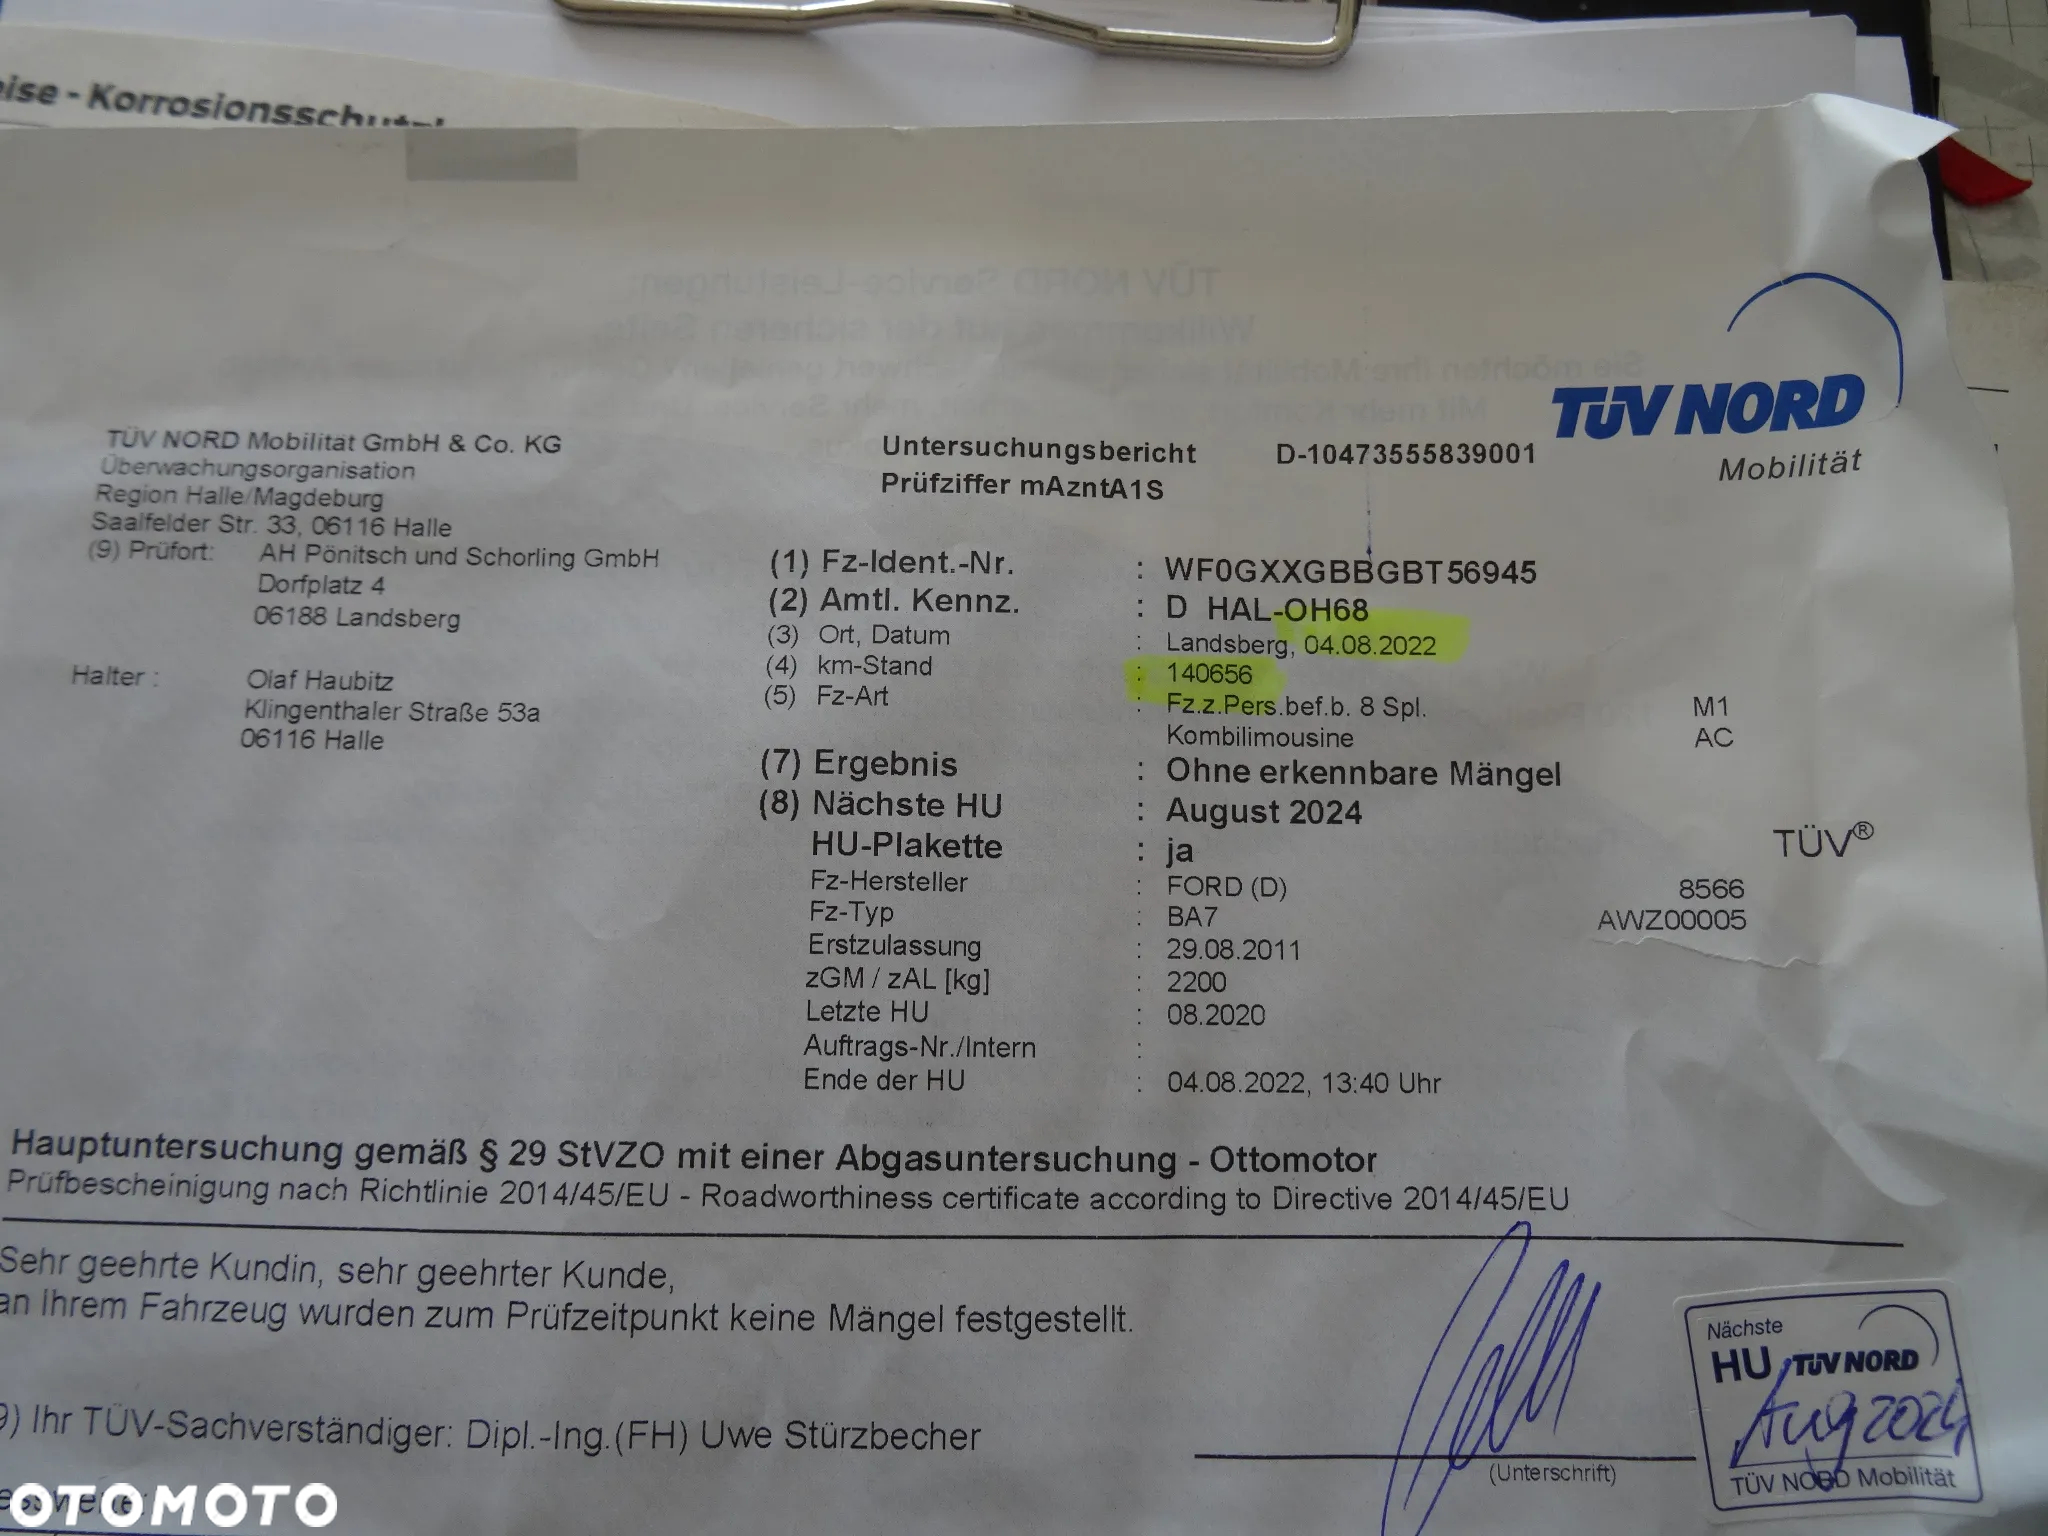 Korrosionsschutz
TÜV NORD
Mobilität
TÜV NORD Mobilität GmbH & Co. KG
Überwachungsorganisation
Region Halle/Magdeburg
Saalfelder Str. 33, 06116 Halle
(9) Prüfort: AH Pönitsch und Schorling GmbH
Dorfplatz 4
06188 Landsberg
Halter : Olaf Haubitz
Klingenthaler Straße 53a
06116 Halle
Untersuchungsbericht D-10473555839001
Prüfziffer mAzntA1S
(1) Fz-Ident.-Nr. : WF0GXXGBBGBT56945
(2) Amtl. Kennz. : D HAL-OH68
(3) Ort, Datum : Landsberg, 04.08.2022
(4) km-Stand : 140656
(5) Fz-Art : Fz.z.Pers.bef.b. 8 Spl. M1
Kombilimousine AC
(7) Ergebnis : Ohne erkennbare Mängel
(8) Nächste HU : August 2024
HU-Plakette : ja
TÜV®
Fz-Hersteller : FORD (D) 8566
Fz-Typ : BA7 AWZ00005
Erstzulassung : 29.08.2011
zGM / zAL [kg] : 2200
Letzte HU : 08.2020
Auftrags-Nr./Intern :
Ende der HU : 04.08.2022, 13:40 Uhr
Hauptuntersuchung gemäß § 29 StVZO mit einer Abgasuntersuchung - Ottomotor
Prüfbescheinigung nach Richtlinie 2014/45/EU - Roadworthiness certificate according to Directive 2014/45/EU
Sehr geehrte Kundin, sehr geehrter Kunde,
an Ihrem Fahrzeug wurden zum Prüfzeitpunkt keine Mängel festgestellt.
9) Ihr TÜV-Sachverständiger: Dipl.-Ing.(FH) Uwe Stürzbecher
(Unterschrift)
Nächste
HU TÜV NORD
Aug 2024
TÜV NORD Mobilität
OTOMOTO